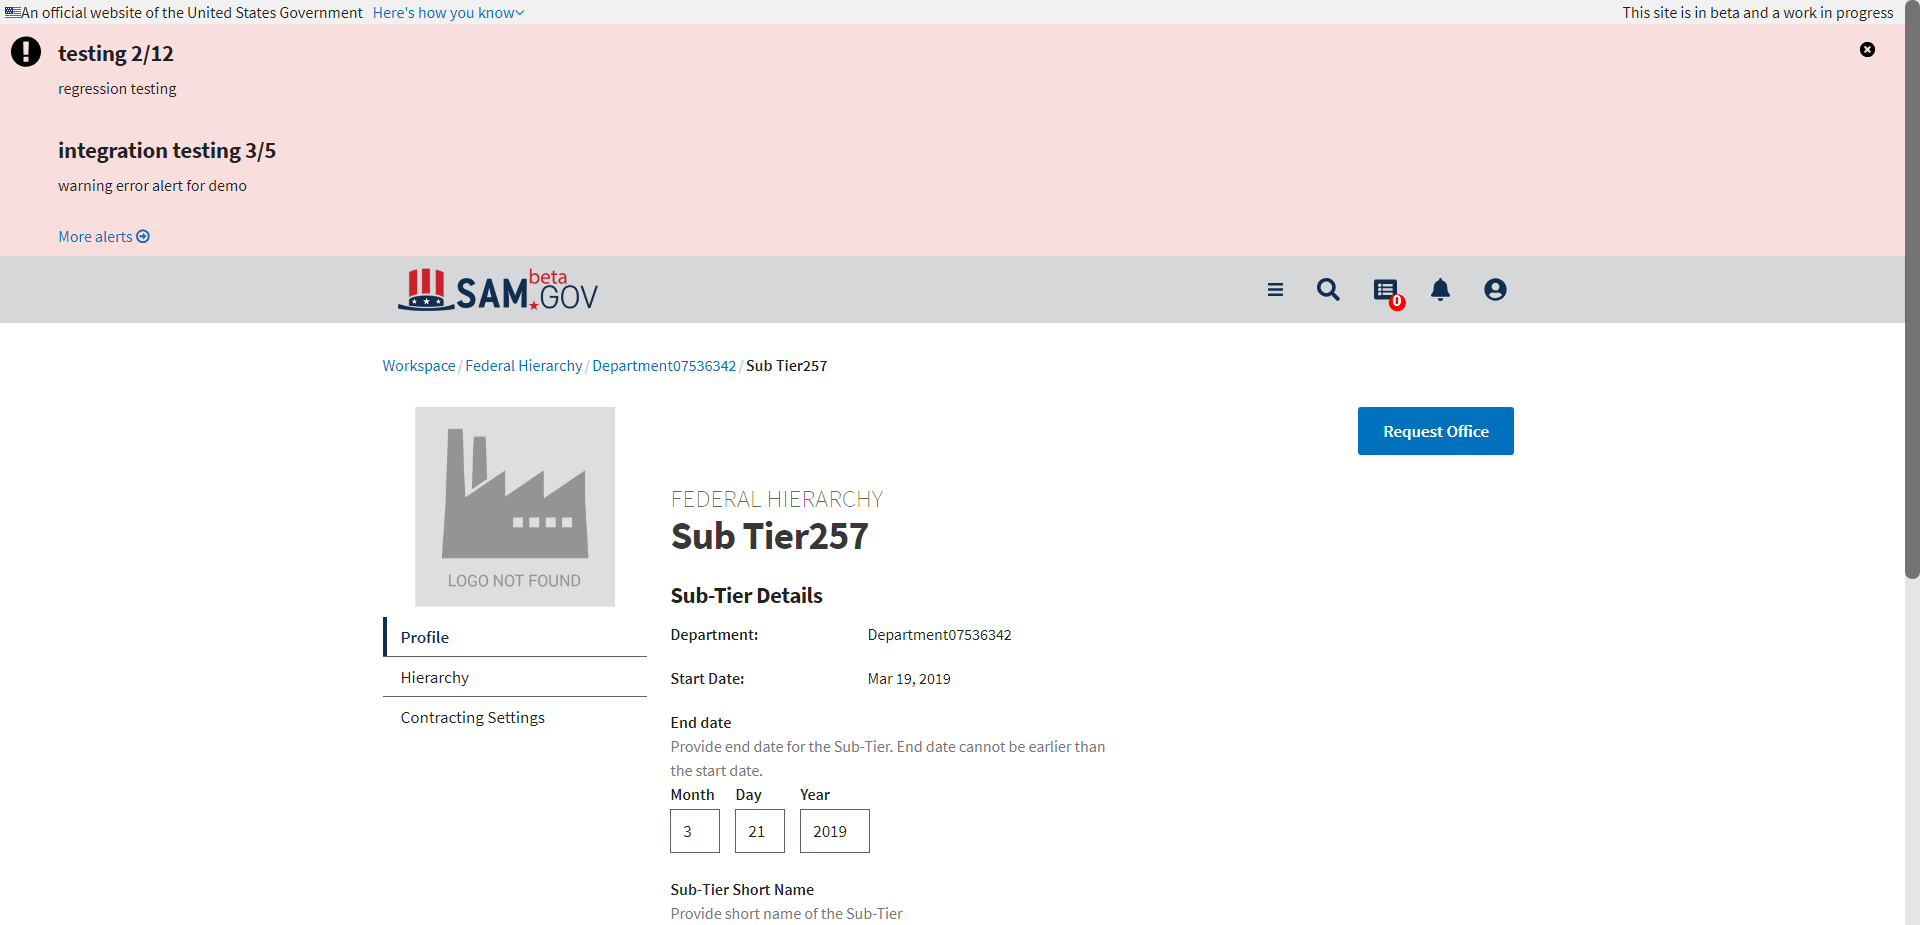 An official website of the United States Government Here's how you know
This site is in beta and a work in progress
testing 2/12
regression testing
integration testing 3/5
warning error alert for demo
More alerts
SAM.GOV beta
0
Workspace / Federal Hierarchy / Department07536342 / Sub Tier257
LOGO NOT FOUND
Request Office
Profile
Hierarchy
Contracting Settings
FEDERAL HIERARCHY
Sub Tier257
Sub-Tier Details
Department: Department07536342
Start Date: Mar 19, 2019
End date
Provide end date for the Sub-Tier. End date cannot be earlier than
the start date.
Month Day Year
3 21 2019
Sub-Tier Short Name
Provide short name of the Sub-Tier